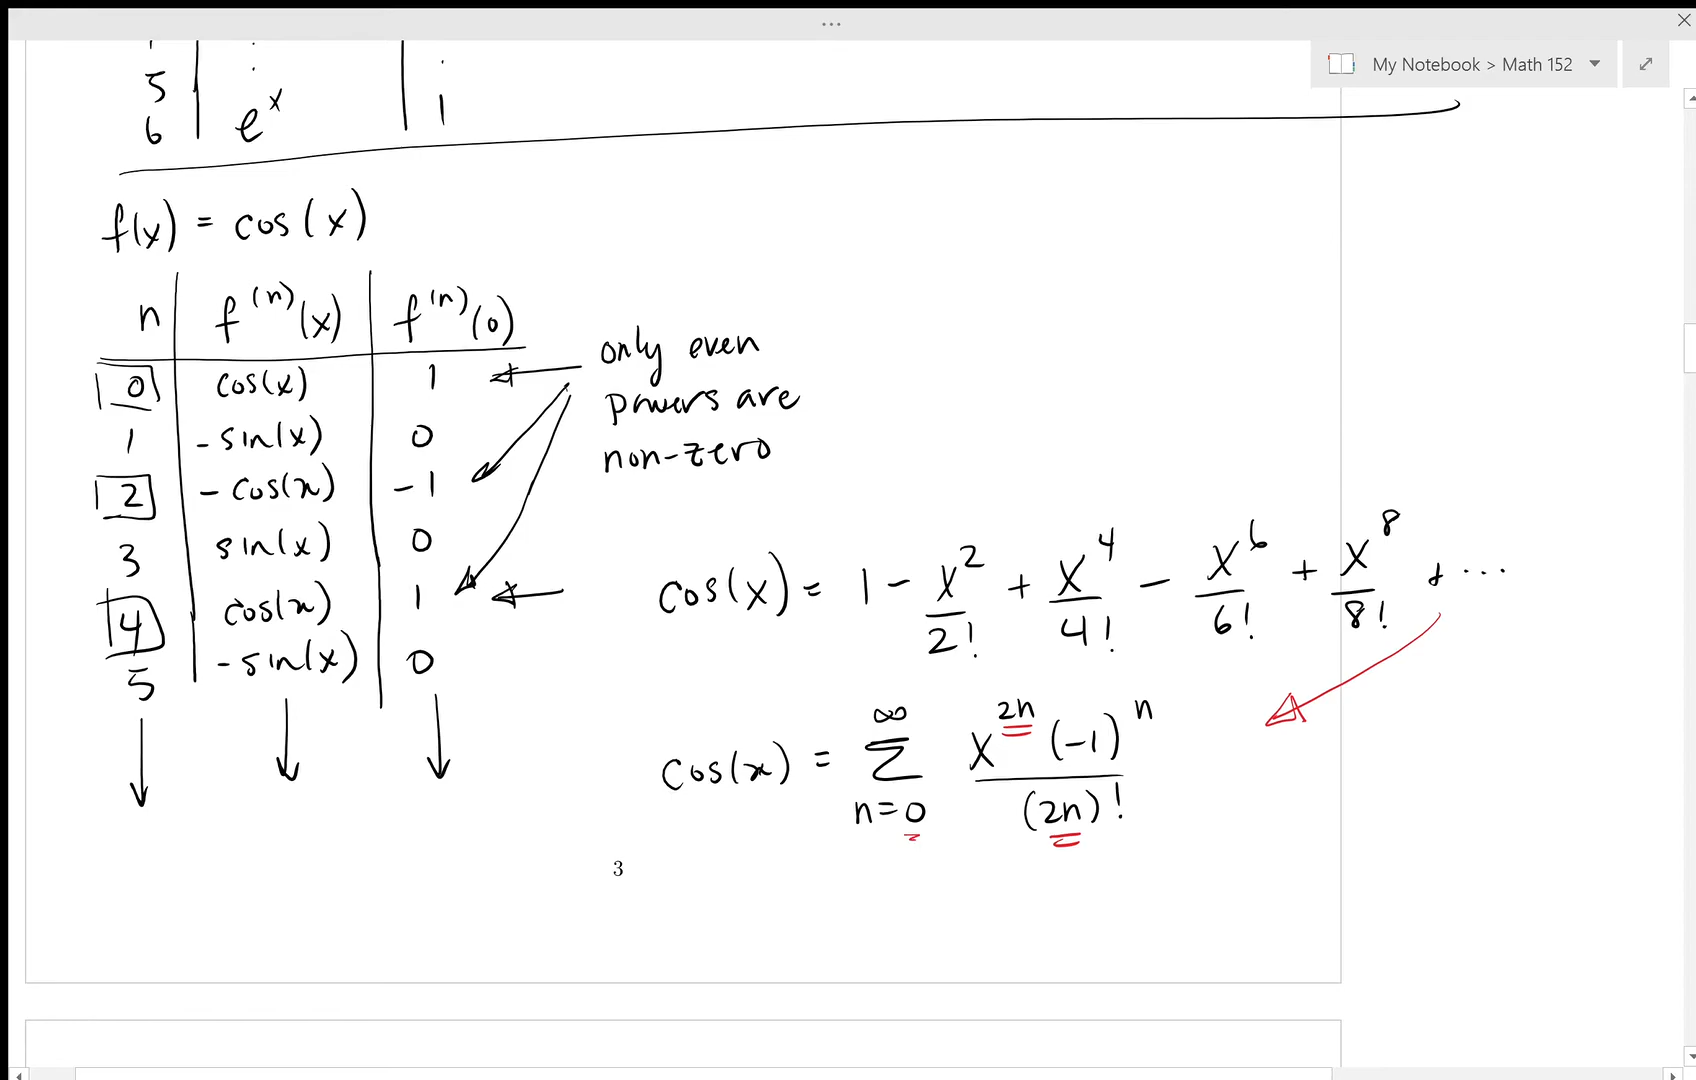 ...
My Notebook > Math 152
5 | . | .
6 | e^x | 1
f(x) = cos(x)
n | f^(n)(x) | f^(n)(0)
0 | cos(x) | 1
1 | -sin(x) | 0
2 | -cos(x) | -1
3 | sin(x) | 0
4 | cos(x) | 1
5 | -sin(x) | 0
only even
powers are
non-zero
cos(x) = 1 - x^2/2! + x^4/4! - x^6/6! + x^8/8! + ...
cos(x) = ∑_{n=0}^{∞} x^{2n} (-1)^n / (2n)!
3